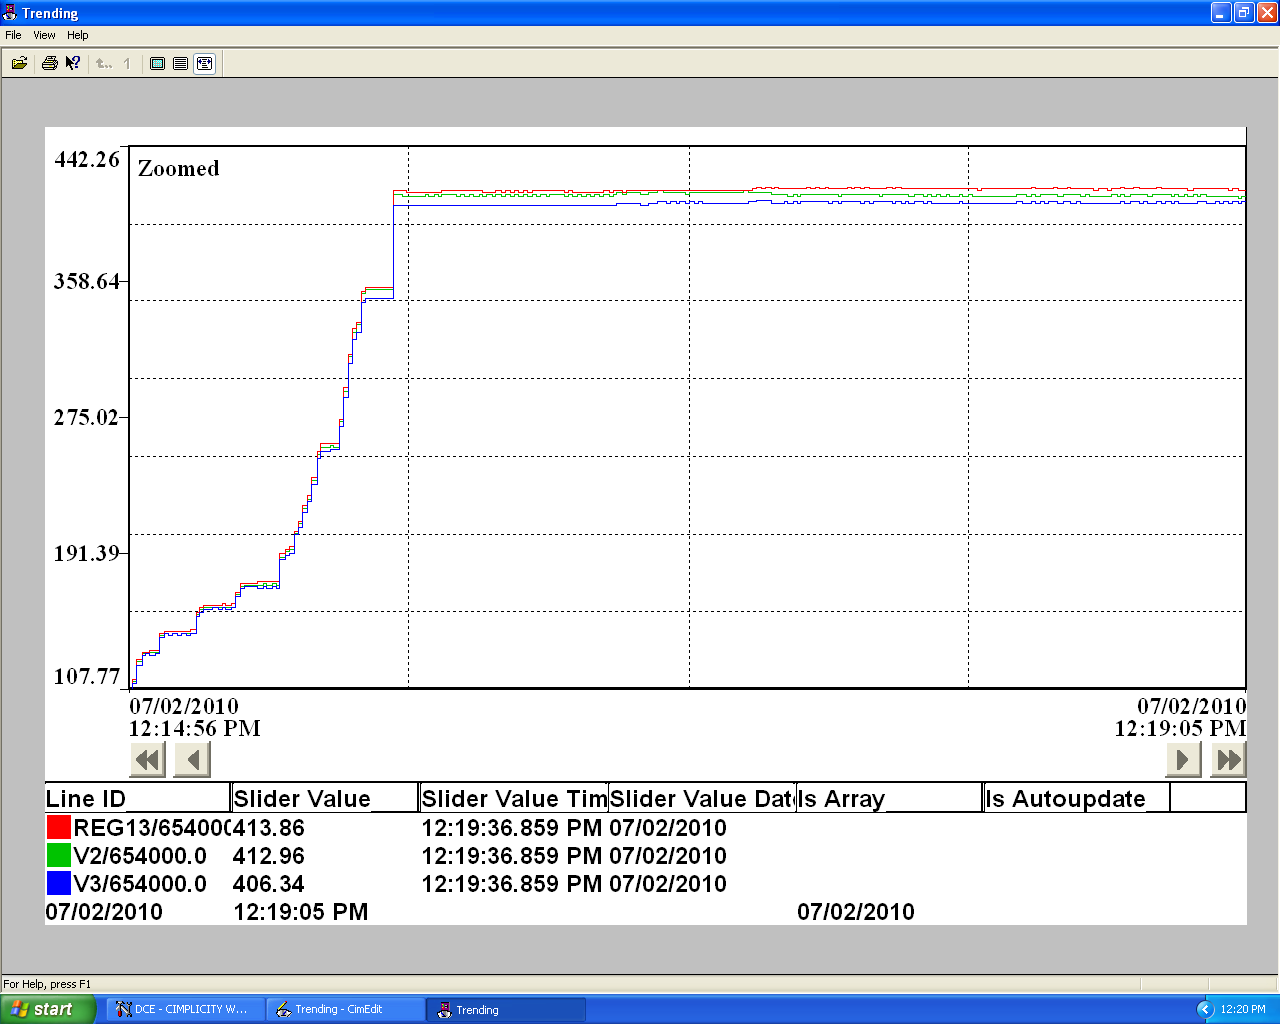 Trending
File View Help
1
442.26
Zoomed
358.64
275.02
191.39
107.77
07/02/2010 07/02/2010
12:14:56 PM 12:19:05 PM
Line ID Slider Value Slider Value Tim Slider Value Dat Is Array Is Autoupdate
REG13/654000 413.86 12:19:36.859 PM 07/02/2010
V2/654000.0 412.96 12:19:36.859 PM 07/02/2010
V3/654000.0 406.34 12:19:36.859 PM 07/02/2010
07/02/2010 12:19:05 PM 07/02/2010
For Help, press F1
start DCE - CIMPLICITY W... Trending - CimEdit Trending 12:20 PM